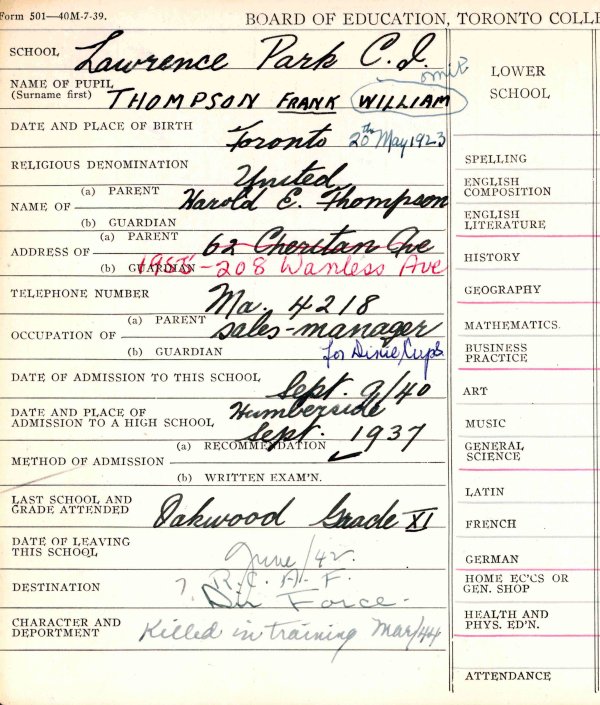 Form 501—40M-7-39.
BOARD OF EDUCATION, TORONTO COLLE
SCHOOL Lawrence Park C.I.
omit
NAME OF PUPIL
(Surname first) THOMPSON FRANK WILLIAM
DATE AND PLACE OF BIRTH Toronto 20th May 1923
RELIGIOUS DENOMINATION United
(a) PARENT Harold E. Thompson
NAME OF
(b) GUARDIAN
(a) PARENT 62 Cheritan Ave
ADDRESS OF
(b) GUARDIAN 208 Wanless Ave
TELEPHONE NUMBER Ma. 4218
(a) PARENT sales-manager
OCCUPATION OF
(b) GUARDIAN for Dixie Cups
DATE OF ADMISSION TO THIS SCHOOL Sept. 9/40
DATE AND PLACE OF Humberside
ADMISSION TO A HIGH SCHOOL Sept. 1937
(a) RECOMMENDATION ✓
METHOD OF ADMISSION
(b) WRITTEN EXAM'N.
LAST SCHOOL AND
GRADE ATTENDED Oakwood Grade XI
DATE OF LEAVING
THIS SCHOOL June/42.
DESTINATION R.C.A.F.
Air Force.
CHARACTER AND
DEPORTMENT Killed in training Mar/44
LOWER
SCHOOL
SPELLING
ENGLISH
COMPOSITION
ENGLISH
LITERATURE
HISTORY
GEOGRAPHY
MATHEMATICS.
BUSINESS
PRACTICE
ART
MUSIC
GENERAL
SCIENCE
LATIN
FRENCH
GERMAN
HOME EC'CS OR
GEN. SHOP
HEALTH AND
PHYS. ED'N.
ATTENDANCE